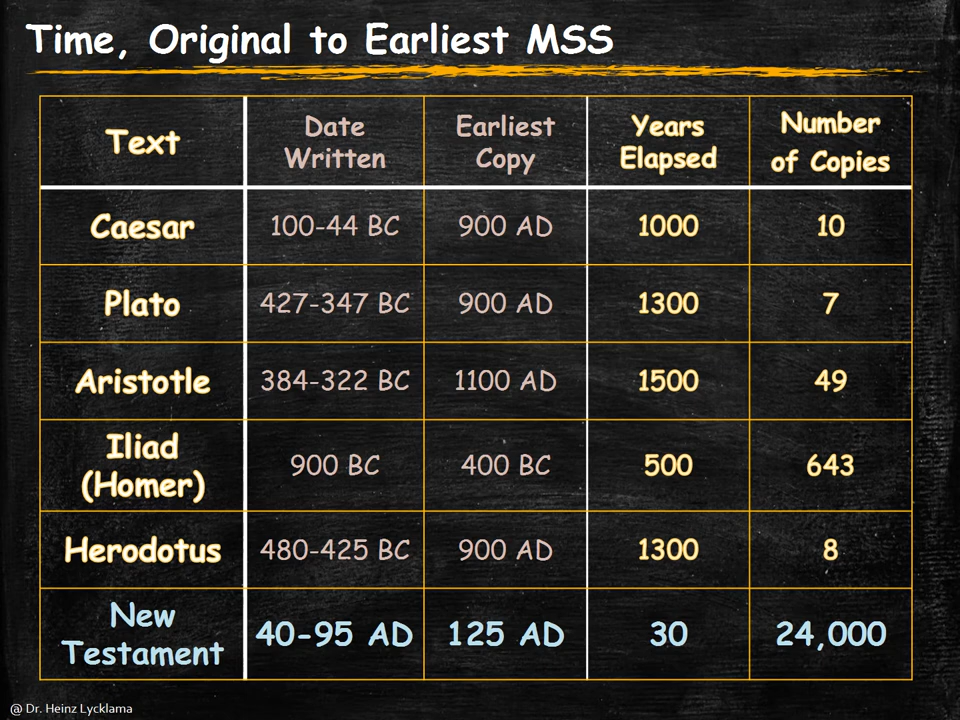 Time, Original to Earliest MSS
Text Date Written Earliest Copy Years Elapsed Number of Copies
Caesar 100-44 BC 900 AD 1000 10
Plato 427-347 BC 900 AD 1300 7
Aristotle 384-322 BC 1100 AD 1500 49
Iliad (Homer) 900 BC 400 BC 500 643
Herodotus 480-425 BC 900 AD 1300 8
New Testament 40-95 AD 125 AD 30 24,000
@ Dr. Heinz Lycklama